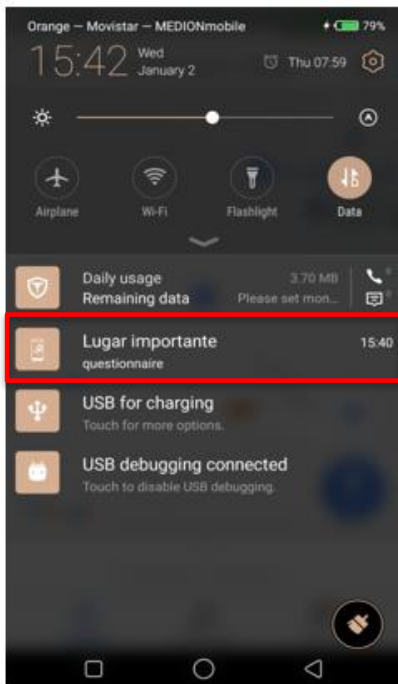 Orange — Movistar — MEDIONmobile 79%
15:42 Wed January 2 Thu 07:59
Airplane Wi-Fi Flashlight Data
Daily usage 3.70 MB
Remaining data Please set mon...
Lugar importante 15:40
questionnaire
USB for charging
Touch for more options.
USB debugging connected
Touch to disable USB debugging.